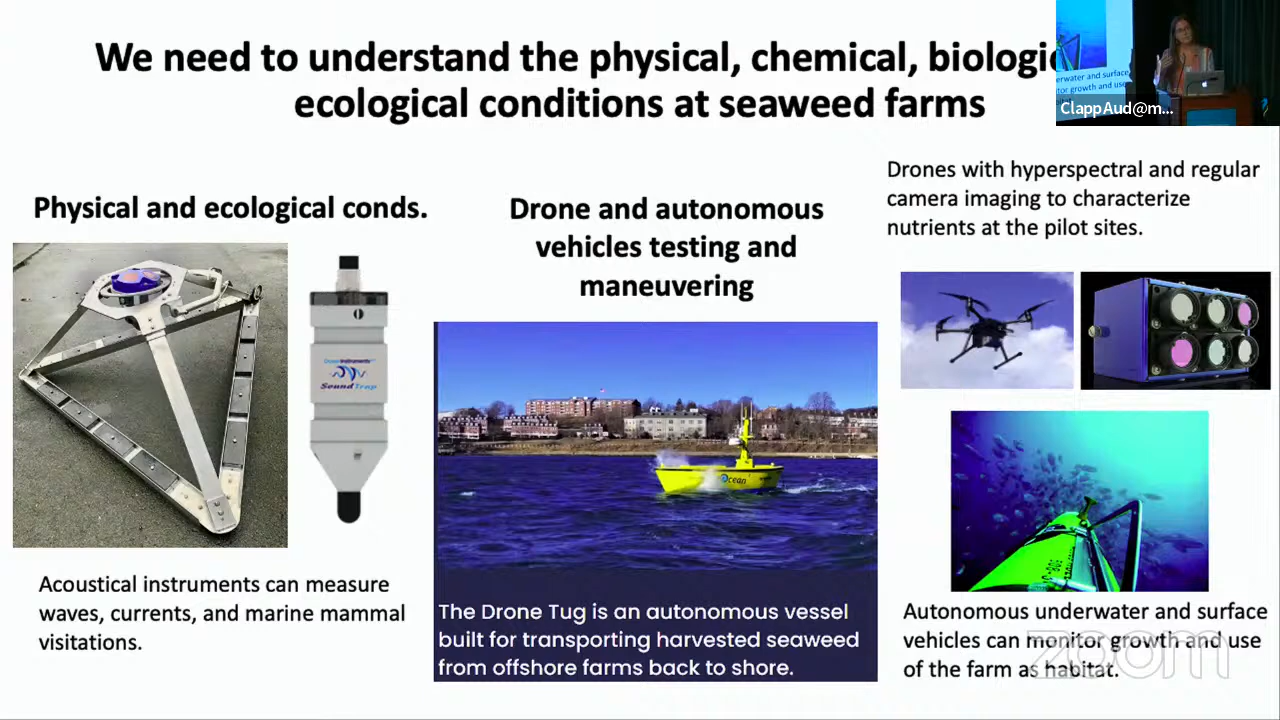 We need to understand the physical, chemical, biologic
ecological conditions at seaweed farms
ClappAud@m...
Physical and ecological conds.
SoundTrap
Acoustical instruments can measure
waves, currents, and marine mammal
visitations.
Drone and autonomous
vehicles testing and
maneuvering
Ocean
The Drone Tug is an autonomous vessel
built for transporting harvested seaweed
from offshore farms back to shore.
Drones with hyperspectral and regular
camera imaging to characterize
nutrients at the pilot sites.
Autonomous underwater and surface
vehicles can monitor growth and use
of the farm as habitat.
zoom